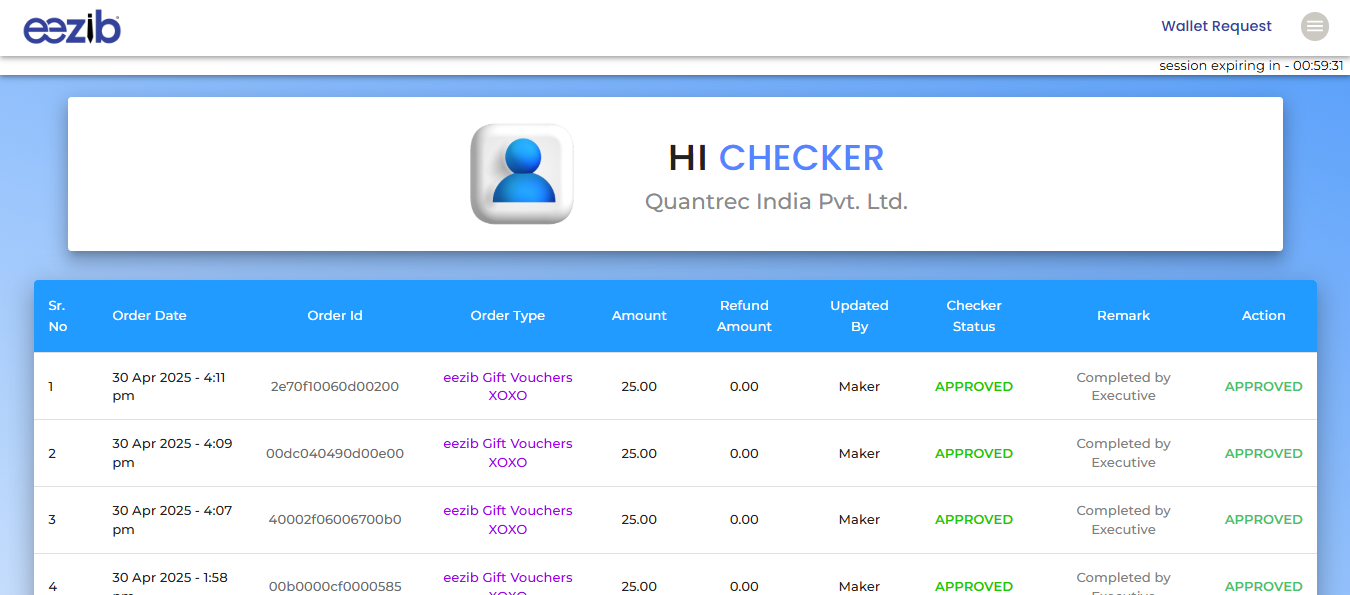 eezib
Wallet Request
session expiring in - 00:59:31
HI CHECKER
Quantrec India Pvt. Ltd.
Sr. No Order Date Order Id Order Type Amount Refund Amount Updated By Checker Status Remark Action
1 30 Apr 2025 - 4:11 pm 2e70f10060d00200 eezib Gift Vouchers XOXO 25.00 0.00 Maker APPROVED Completed by Executive APPROVED
2 30 Apr 2025 - 4:09 pm 00dc040490d00e00 eezib Gift Vouchers XOXO 25.00 0.00 Maker APPROVED Completed by Executive APPROVED
3 30 Apr 2025 - 4:07 pm 40002f06006700b0 eezib Gift Vouchers XOXO 25.00 0.00 Maker APPROVED Completed by Executive APPROVED
4 30 Apr 2025 - 1:58 00b0000cf0000585 eezib Gift Vouchers 25.00 0.00 Maker APPROVED Completed by APPROVED